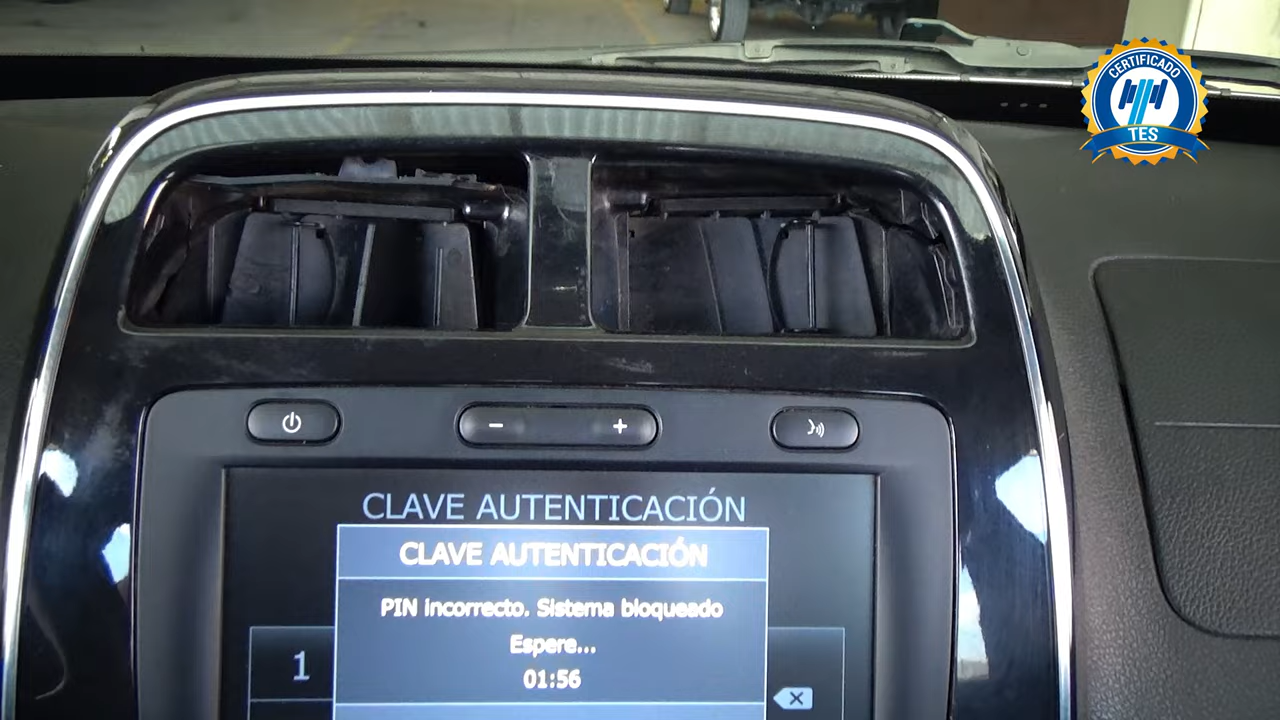 CERTIFICADO
TES
− +
CLAVE AUTENTICACIÓN
CLAVE AUTENTICACIÓN
PIN incorrecto. Sistema bloqueado
Espere...
01:56
1